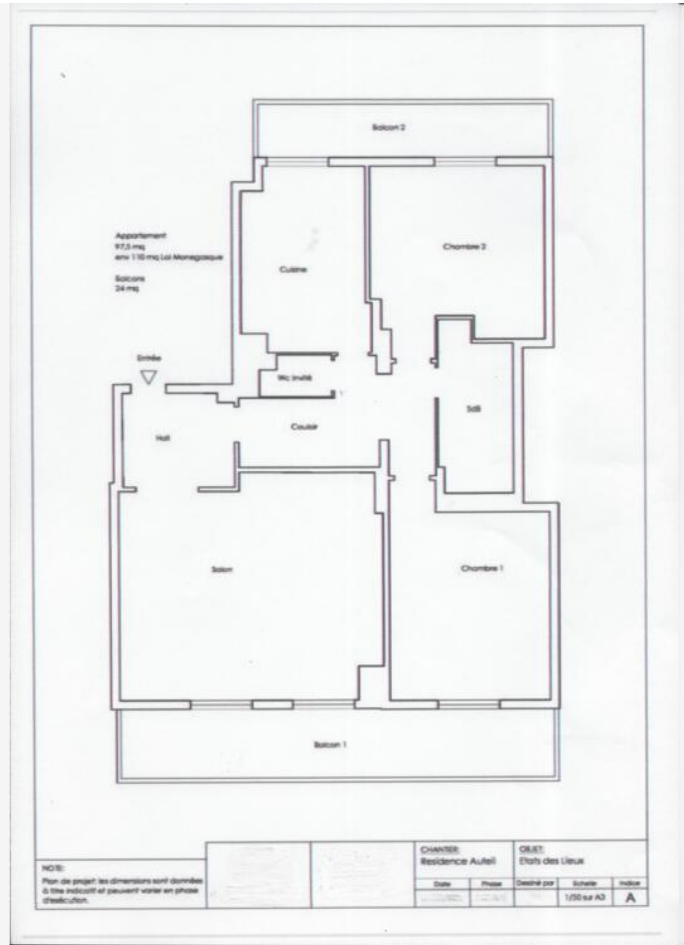 Balcon 2
Appartement
97,5 mq
env 110 mq Loi Monegasque
Balcons
24 mq
Chambre 2
Cuisine
Entrée
Wc invité
Hall
Couloir
SdB
Salon
Chambre 1
Balcon 1
NOTE:
Plan de projet: les dimensions sont données
à titre indicatif et peuvent varier en phase
d'exécution.
CHANTIER:
Residence Auteil
OBJET:
Etats des Lieux
Date
Phase
Dessiné par
Echelle
Indice
1/50 sur A3
A